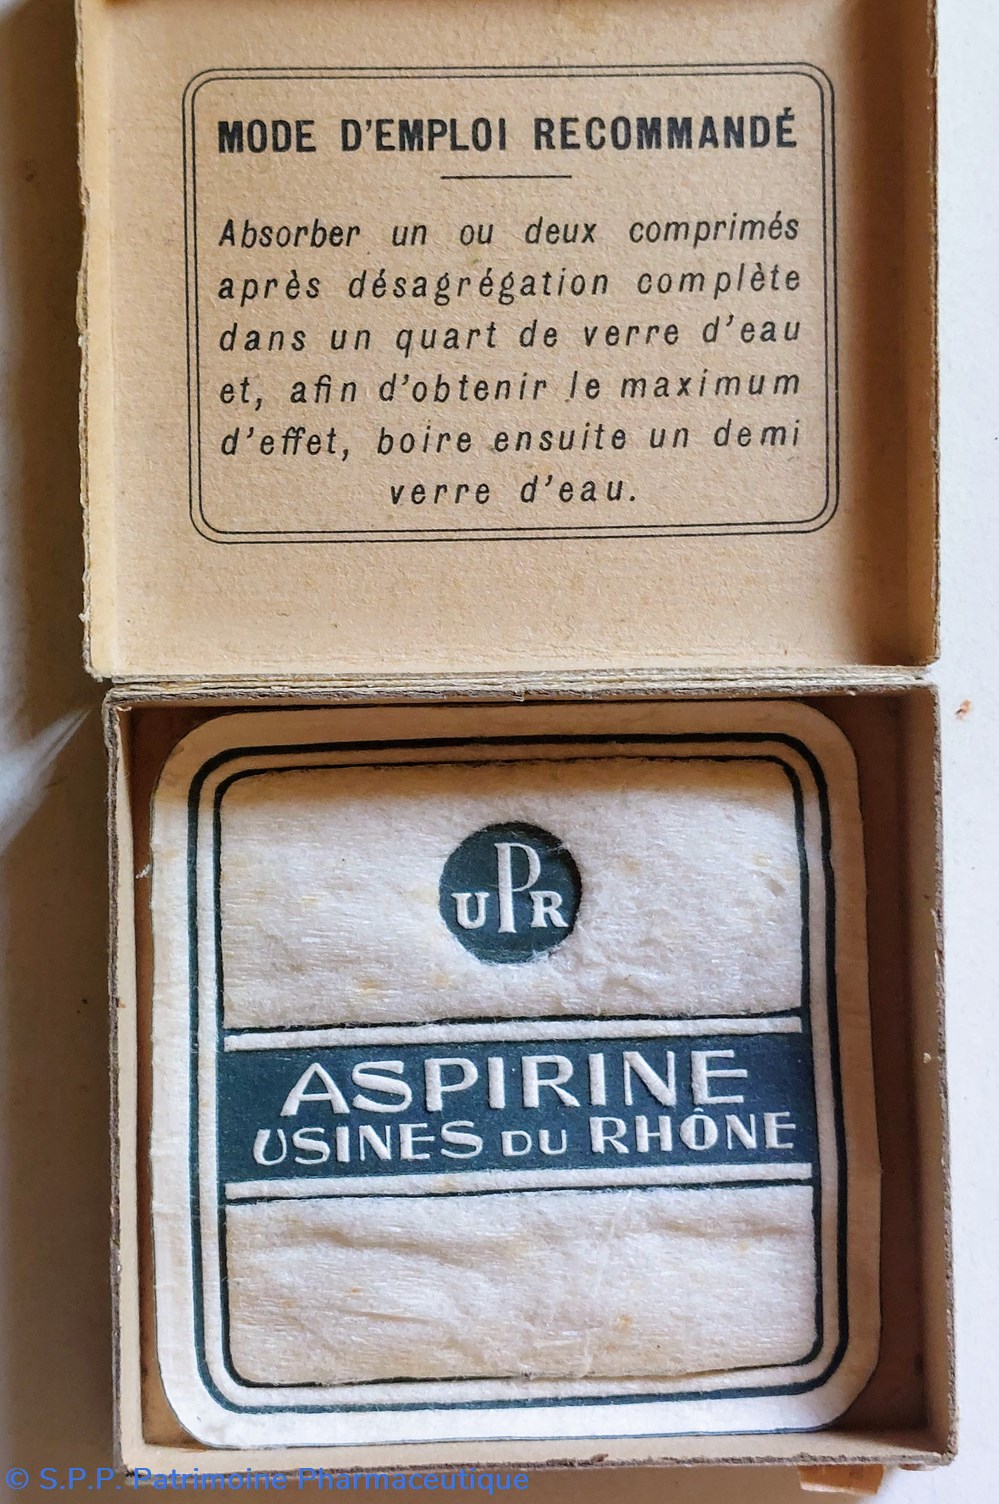 MODE D'EMPLOI RECOMMANDÉ
Absorber un ou deux comprimés
après désagrégation complète
dans un quart de verre d'eau
et, afin d'obtenir le maximum
d'effet, boire ensuite un demi
verre d'eau.
UPR
ASPIRINE
USINES DU RHÔNE
© S.P.P. Patrimoine Pharmaceutique